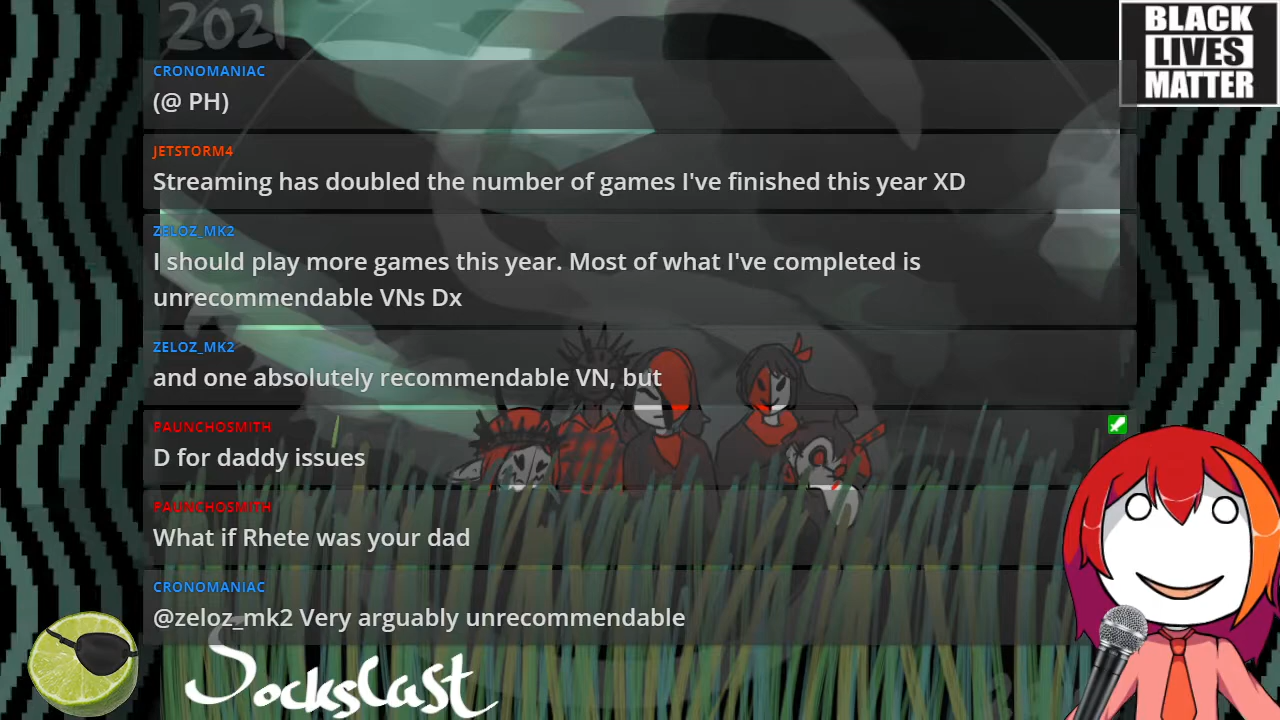 2021
BLACK
LIVES
MATTER
CRONOMANIAC
(@ PH)
JETSTORM4
Streaming has doubled the number of games I've finished this year XD
ZELOZ_MK2
I should play more games this year. Most of what I've completed is
unrecommendable VNs Dx
ZELOZ_MK2
and one absolutely recommendable VN, but
PAUNCHOSMITH
D for daddy issues
PAUNCHOSMITH
What if Rhete was your dad
CRONOMANIAC
@zeloz_mk2 Very arguably unrecommendable
SocksCast